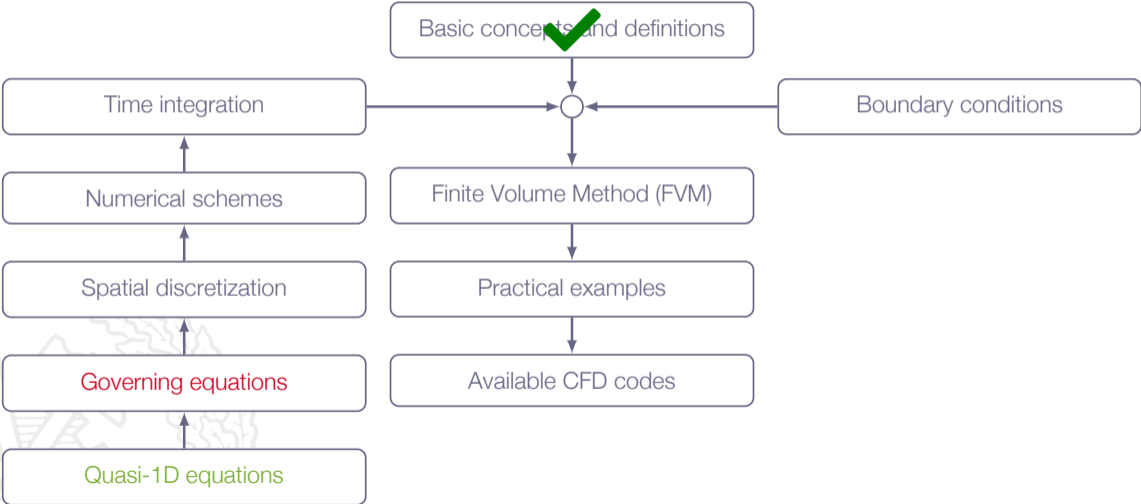 Basic concepts and definitions
Time integration
Boundary conditions
Numerical schemes
Finite Volume Method (FVM)
Spatial discretization
Practical examples
Governing equations
Available CFD codes
Quasi-1D equations